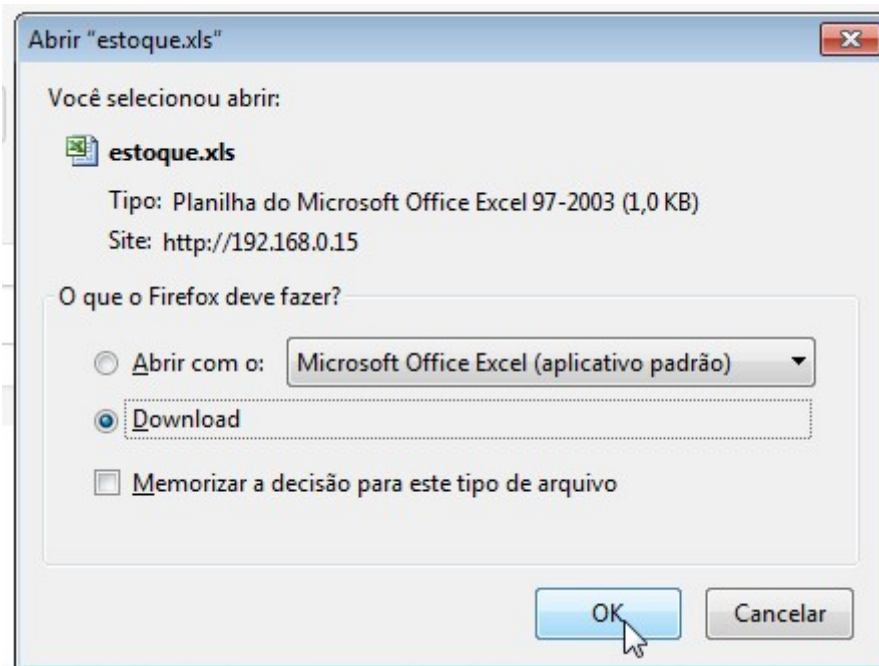 Abrir "estoque.xls"
Você selecionou abrir:
estoque.xls
Tipo: Planilha do Microsoft Office Excel 97-2003 (1,0 KB)
Site: http://192.168.0.15
O que o Firefox deve fazer?
Abrir com o: Microsoft Office Excel (aplicativo padrão)
Download
Memorizar a decisão para este tipo de arquivo
OK Cancelar